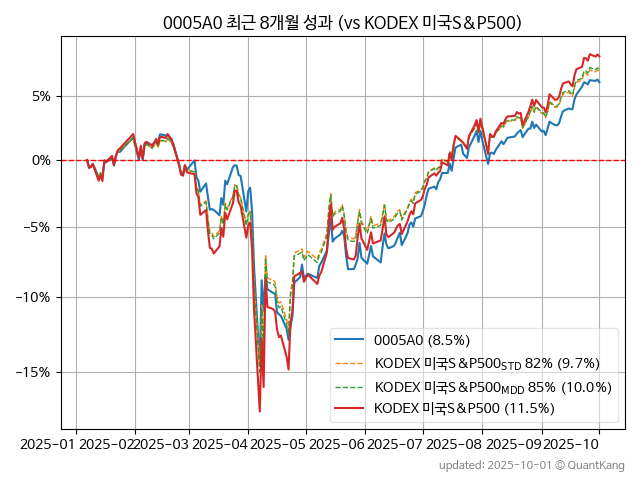 0005A0 최근 8개월 성과 (vs KODEX 미국S&P500)
5%
0%
−5%
−10%
−15%
0005A0 (8.5%)
KODEX 미국S&P500STD 82% (9.7%)
KODEX 미국S&P500MDD 85% (10.0%)
KODEX 미국S&P500 (11.5%)
2025-01 2025-02 2025-03 2025-04 2025-05 2025-06 2025-07 2025-08 2025-09 2025-10
updated: 2025-10-01 © QuantKang